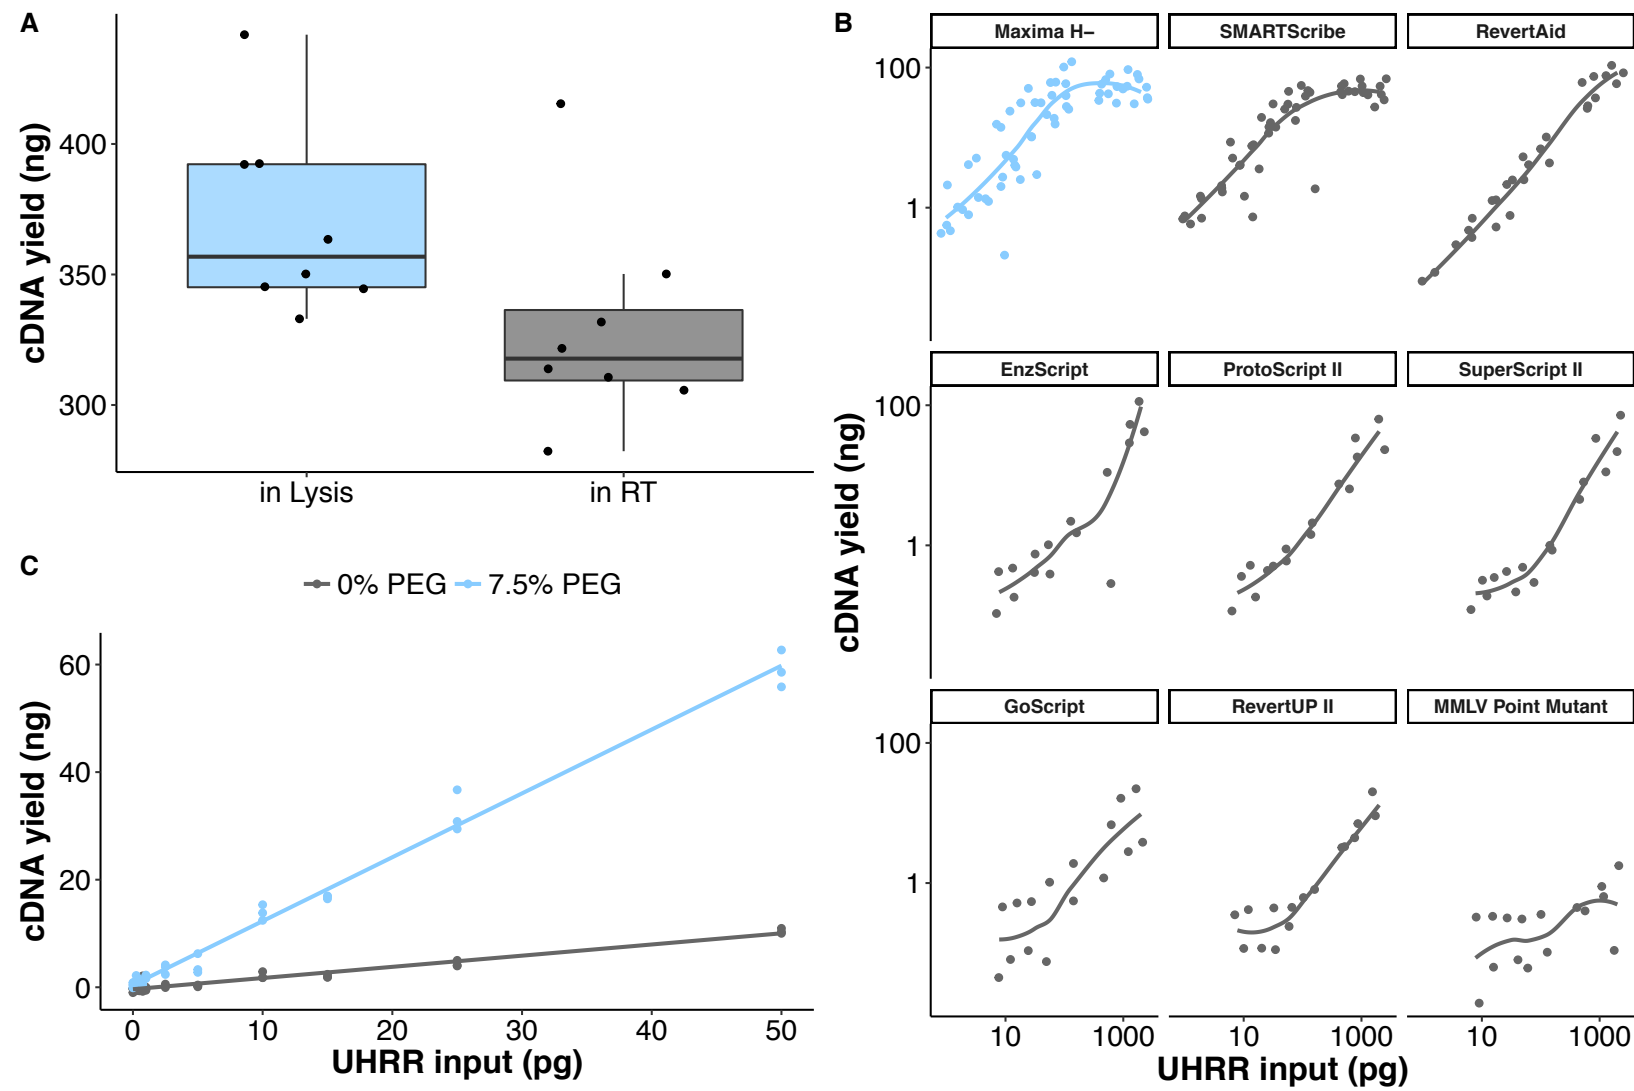 A
cDNA yield (ng)
400
350
300
in Lysis
in RT
B
Maxima H–
SMARTScribe
RevertAid
100
1
EnzScript
ProtoScript II
SuperScript II
100
1
GoScript
RevertUP II
MMLV Point Mutant
100
1
cDNA yield (ng)
10
1000
10
1000
10
1000
UHRR input (pg)
C
0% PEG
7.5% PEG
cDNA yield (ng)
60
40
20
0
0
10
20
30
40
50
UHRR input (pg)